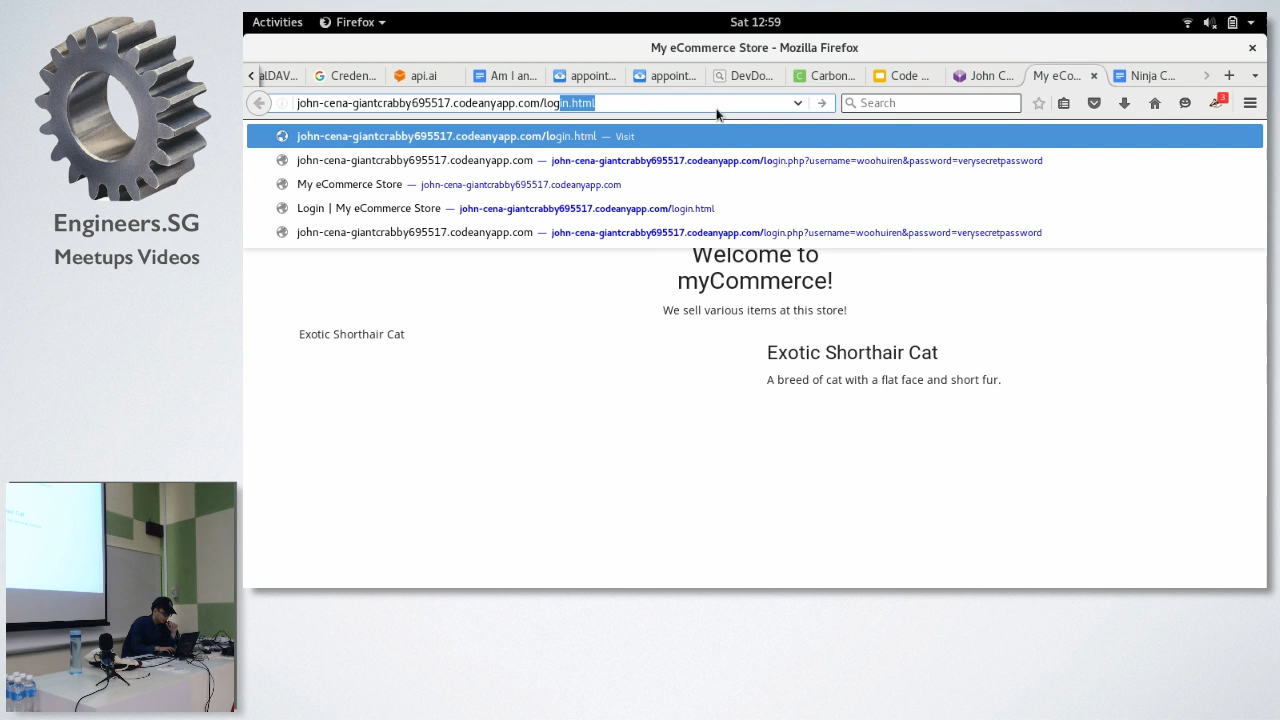 Engineers.SG
Meetups Videos
Activities
Firefox
Sat 12:59
My eCommerce Store - Mozilla Firefox
alDAV...
Creden...
api.ai
Am I an...
appoint...
appoint...
DevDo...
Carbon...
Code ...
John C...
My eCo...
Ninja C...
john-cena-giantcrabby695517.codeanyapp.com/login.html
Search
3
john-cena-giantcrabby695517.codeanyapp.com/login.html — Visit
john-cena-giantcrabby695517.codeanyapp.com — john-cena-giantcrabby695517.codeanyapp.com/login.php?username=woohuiren&password=verysecretpassword
My eCommerce Store — john-cena-giantcrabby695517.codeanyapp.com
Login | My eCommerce Store — john-cena-giantcrabby695517.codeanyapp.com/login.html
john-cena-giantcrabby695517.codeanyapp.com — john-cena-giantcrabby695517.codeanyapp.com/login.php?username=woohuiren&password=verysecretpassword
Welcome to
myCommerce!
We sell various items at this store!
Exotic Shorthair Cat
Exotic Shorthair Cat
A breed of cat with a flat face and short fur.